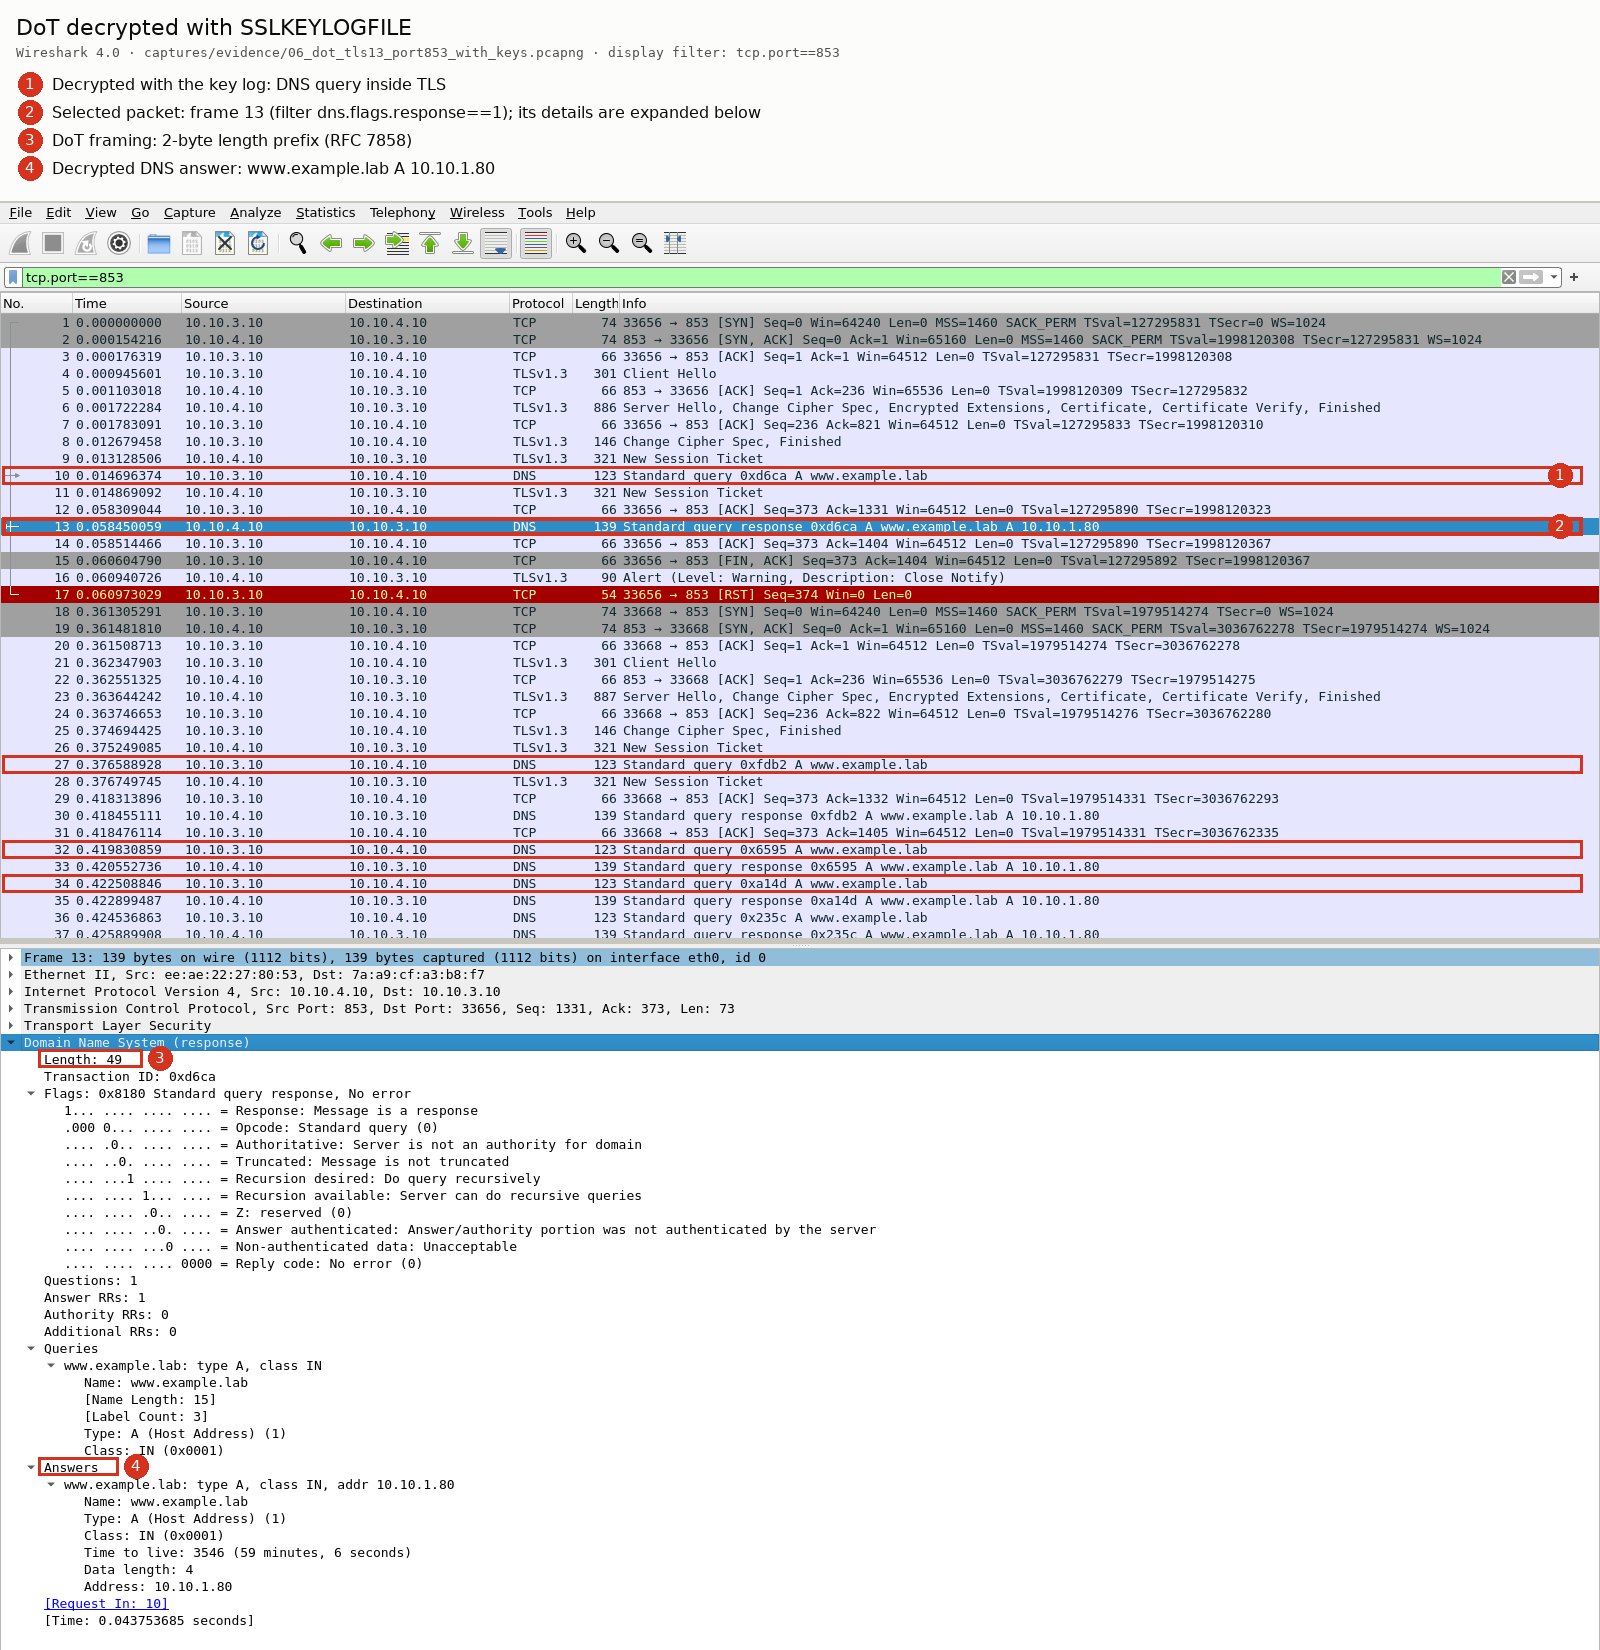 DoT decrypted with SSLKEYLOGFILE
Wireshark 4.0 · captures/evidence/06_dot_tls13_port853_with_keys.pcapng · display filter: tcp.port==853
1 Decrypted with the key log: DNS query inside TLS
2 Selected packet: frame 13 (filter dns.flags.response==1); its details are expanded below
3 DoT framing: 2-byte length prefix (RFC 7858)
4 Decrypted DNS answer: www.example.lab A 10.10.1.80
File Edit View Go Capture Analyze Statistics Telephony Wireless Tools Help
tcp.port==853
No. Time Source Destination Protocol Length Info
1 0.000000000 10.10.3.10 10.10.4.10 TCP 74 33656 → 853 [SYN] Seq=0 Win=64240 Len=0 MSS=1460 SACK_PERM TSval=127295831 TSecr=0 WS=1024
2 0.000154216 10.10.4.10 10.10.3.10 TCP 74 853 → 33656 [SYN, ACK] Seq=0 Ack=1 Win=65160 Len=0 MSS=1460 SACK_PERM TSval=1998120308 TSecr=127295831 WS=1024
3 0.000176319 10.10.3.10 10.10.4.10 TCP 66 33656 → 853 [ACK] Seq=1 Ack=1 Win=64512 Len=0 TSval=127295831 TSecr=1998120308
4 0.000945601 10.10.3.10 10.10.4.10 TLSv1.3 301 Client Hello
5 0.001103018 10.10.4.10 10.10.3.10 TCP 66 853 → 33656 [ACK] Seq=1 Ack=236 Win=65536 Len=0 TSval=1998120309 TSecr=127295832
6 0.001722284 10.10.4.10 10.10.3.10 TLSv1.3 886 Server Hello, Change Cipher Spec, Encrypted Extensions, Certificate, Certificate Verify, Finished
7 0.001783091 10.10.3.10 10.10.4.10 TCP 66 33656 → 853 [ACK] Seq=236 Ack=821 Win=64512 Len=0 TSval=127295833 TSecr=1998120310
8 0.012679458 10.10.3.10 10.10.4.10 TLSv1.3 146 Change Cipher Spec, Finished
9 0.013128506 10.10.4.10 10.10.3.10 TLSv1.3 321 New Session Ticket
10 0.014696374 10.10.3.10 10.10.4.10 DNS 123 Standard query 0xd6ca A www.example.lab 1
11 0.014869092 10.10.4.10 10.10.3.10 TLSv1.3 321 New Session Ticket
12 0.058309044 10.10.3.10 10.10.4.10 TCP 66 33656 → 853 [ACK] Seq=373 Ack=1331 Win=64512 Len=0 TSval=127295890 TSecr=1998120323
13 0.058450059 10.10.4.10 10.10.3.10 DNS 139 Standard query response 0xd6ca A www.example.lab A 10.10.1.80 2
14 0.058514466 10.10.3.10 10.10.4.10 TCP 66 33656 → 853 [ACK] Seq=373 Ack=1404 Win=64512 Len=0 TSval=127295890 TSecr=1998120367
15 0.060604790 10.10.3.10 10.10.4.10 TCP 66 33656 → 853 [FIN, ACK] Seq=373 Ack=1404 Win=64512 Len=0 TSval=127295892 TSecr=1998120367
16 0.060940726 10.10.4.10 10.10.3.10 TLSv1.3 90 Alert (Level: Warning, Description: Close Notify)
17 0.060973029 10.10.3.10 10.10.4.10 TCP 54 33656 → 853 [RST] Seq=374 Win=0 Len=0
18 0.361305291 10.10.3.10 10.10.4.10 TCP 74 33668 → 853 [SYN] Seq=0 Win=64240 Len=0 MSS=1460 SACK_PERM TSval=1979514274 TSecr=0 WS=1024
19 0.361481810 10.10.4.10 10.10.3.10 TCP 74 853 → 33668 [SYN, ACK] Seq=0 Ack=1 Win=65160 Len=0 MSS=1460 SACK_PERM TSval=3036762278 TSecr=1979514274 WS=1024
20 0.361508713 10.10.3.10 10.10.4.10 TCP 66 33668 → 853 [ACK] Seq=1 Ack=1 Win=64512 Len=0 TSval=1979514274 TSecr=3036762278
21 0.362347903 10.10.3.10 10.10.4.10 TLSv1.3 301 Client Hello
22 0.362551325 10.10.4.10 10.10.3.10 TCP 66 853 → 33668 [ACK] Seq=1 Ack=236 Win=65536 Len=0 TSval=3036762279 TSecr=1979514275
23 0.363644242 10.10.4.10 10.10.3.10 TLSv1.3 887 Server Hello, Change Cipher Spec, Encrypted Extensions, Certificate, Certificate Verify, Finished
24 0.363746653 10.10.3.10 10.10.4.10 TCP 66 33668 → 853 [ACK] Seq=236 Ack=822 Win=64512 Len=0 TSval=1979514276 TSecr=3036762280
25 0.374694425 10.10.3.10 10.10.4.10 TLSv1.3 146 Change Cipher Spec, Finished
26 0.375249085 10.10.4.10 10.10.3.10 TLSv1.3 321 New Session Ticket
27 0.376588928 10.10.3.10 10.10.4.10 DNS 123 Standard query 0xfdb2 A www.example.lab
28 0.376749745 10.10.4.10 10.10.3.10 TLSv1.3 321 New Session Ticket
29 0.418313896 10.10.3.10 10.10.4.10 TCP 66 33668 → 853 [ACK] Seq=373 Ack=1332 Win=64512 Len=0 TSval=1979514331 TSecr=3036762293
30 0.418455111 10.10.4.10 10.10.3.10 DNS 139 Standard query response 0xfdb2 A www.example.lab A 10.10.1.80
31 0.418476114 10.10.3.10 10.10.4.10 TCP 66 33668 → 853 [ACK] Seq=373 Ack=1405 Win=64512 Len=0 TSval=1979514331 TSecr=3036762335
32 0.419830859 10.10.3.10 10.10.4.10 DNS 123 Standard query 0x6595 A www.example.lab
33 0.420552736 10.10.4.10 10.10.3.10 DNS 139 Standard query response 0x6595 A www.example.lab A 10.10.1.80
34 0.422508846 10.10.3.10 10.10.4.10 DNS 123 Standard query 0xa14d A www.example.lab
35 0.422899487 10.10.4.10 10.10.3.10 DNS 139 Standard query response 0xa14d A www.example.lab A 10.10.1.80
36 0.424536863 10.10.3.10 10.10.4.10 DNS 123 Standard query 0x235c A www.example.lab
37 0.425889908 10.10.4.10 10.10.3.10 DNS 139 Standard query response 0x235c A www.example.lab A 10.10.1.80
Frame 13: 139 bytes on wire (1112 bits), 139 bytes captured (1112 bits) on interface eth0, id 0
Ethernet II, Src: ee:ae:22:27:80:53, Dst: 7a:a9:cf:a3:b8:f7
Internet Protocol Version 4, Src: 10.10.4.10, Dst: 10.10.3.10
Transmission Control Protocol, Src Port: 853, Dst Port: 33656, Seq: 1331, Ack: 373, Len: 73
Transport Layer Security
Domain Name System (response)
Length: 49 3
Transaction ID: 0xd6ca
Flags: 0x8180 Standard query response, No error
1... .... .... .... = Response: Message is a response
.000 0... .... .... = Opcode: Standard query (0)
.... .0.. .... .... = Authoritative: Server is not an authority for domain
.... ..0. .... .... = Truncated: Message is not truncated
.... ...1 .... .... = Recursion desired: Do query recursively
.... .... 1... .... = Recursion available: Server can do recursive queries
.... .... .0.. .... = Z: reserved (0)
.... .... ..0. .... = Answer authenticated: Answer/authority portion was not authenticated by the server
.... .... ...0 .... = Non-authenticated data: Unacceptable
.... .... .... 0000 = Reply code: No error (0)
Questions: 1
Answer RRs: 1
Authority RRs: 0
Additional RRs: 0
Queries
www.example.lab: type A, class IN
Name: www.example.lab
[Name Length: 15]
[Label Count: 3]
Type: A (Host Address) (1)
Class: IN (0x0001)
Answers 4
www.example.lab: type A, class IN, addr 10.10.1.80
Name: www.example.lab
Type: A (Host Address) (1)
Class: IN (0x0001)
Time to live: 3546 (59 minutes, 6 seconds)
Data length: 4
Address: 10.10.1.80
[Request In: 10]
[Time: 0.043753685 seconds]